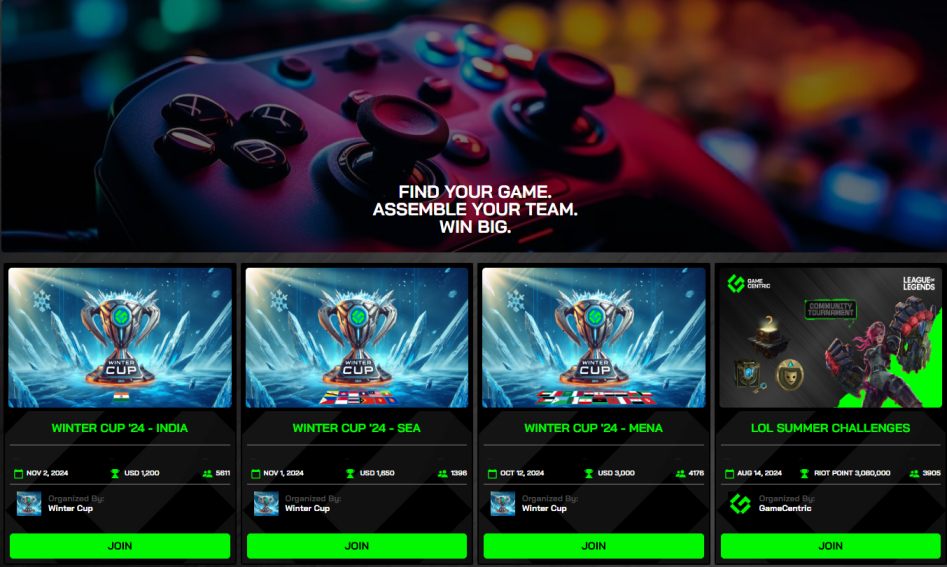 FIND YOUR GAME.
ASSEMBLE YOUR TEAM.
WIN BIG.
WINTER
CUP
WINTER CUP '24 - INDIA
NOV 2, 2024 USD 1,200 5611
Organized By:
Winter Cup
JOIN
WINTER
CUP
WINTER CUP '24 - SEA
NOV 1, 2024 USD 1,650 1396
Organized By:
Winter Cup
JOIN
WINTER
CUP
WINTER CUP '24 - MENA
OCT 12, 2024 USD 3,000 4176
Organized By:
Winter Cup
JOIN
GAME
CENTRIC
LEAGUE OF
LEGENDS
COMMUNITY
TOURNAMENT
LOL SUMMER CHALLENGES
AUG 14, 2024 RIOT POINT 3,060,000 3905
Organized By:
GameCentric
JOIN